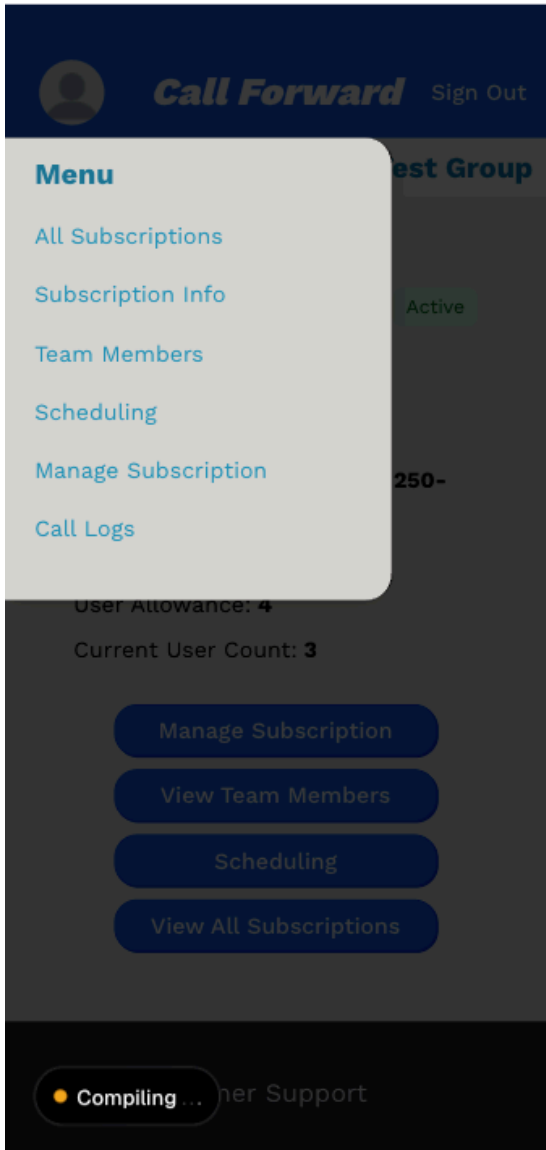 Call Forward Sign Out
Menu
est Group
All Subscriptions
Subscription Info
Active
Team Members
Scheduling
Manage Subscription
250-
Call Logs
User Allowance: 4
Current User Count: 3
Manage Subscription
View Team Members
Scheduling
View All Subscriptions
Compiling ...
ner Support